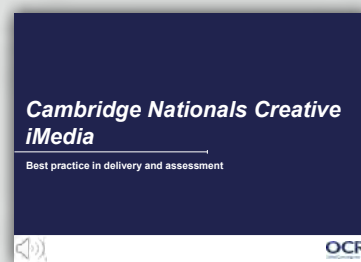 Cambridge Nationals Creative
iMedia
Best practice in delivery and assessment
OCR